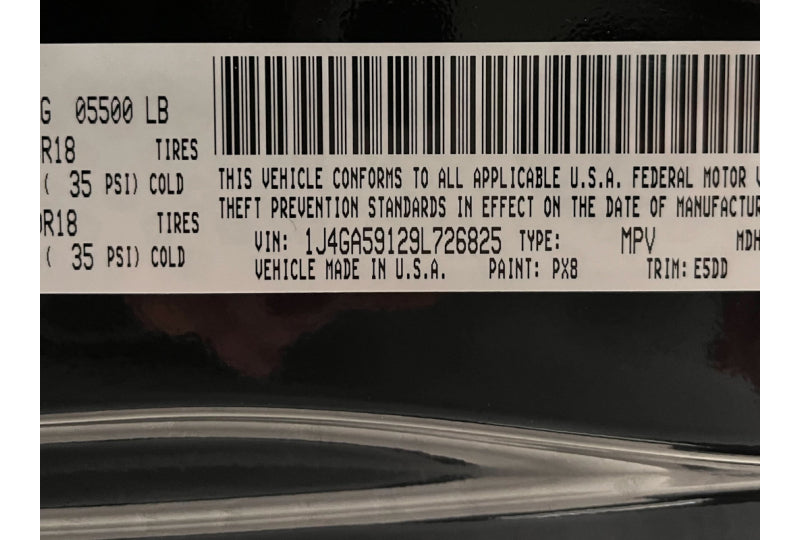 G 05500 LB
R18 TIRES
( 35 PSI) COLD
R18 TIRES
( 35 PSI) COLD
THIS VEHICLE CONFORMS TO ALL APPLICABLE U.S.A. FEDERAL MOTOR V
THEFT PREVENTION STANDARDS IN EFFECT ON THE DATE OF MANUFACTUR
VIN: 1J4GA59129L726825 TYPE: MPV MDH
VEHICLE MADE IN U.S.A. PAINT: PX8 TRIM: E5DD